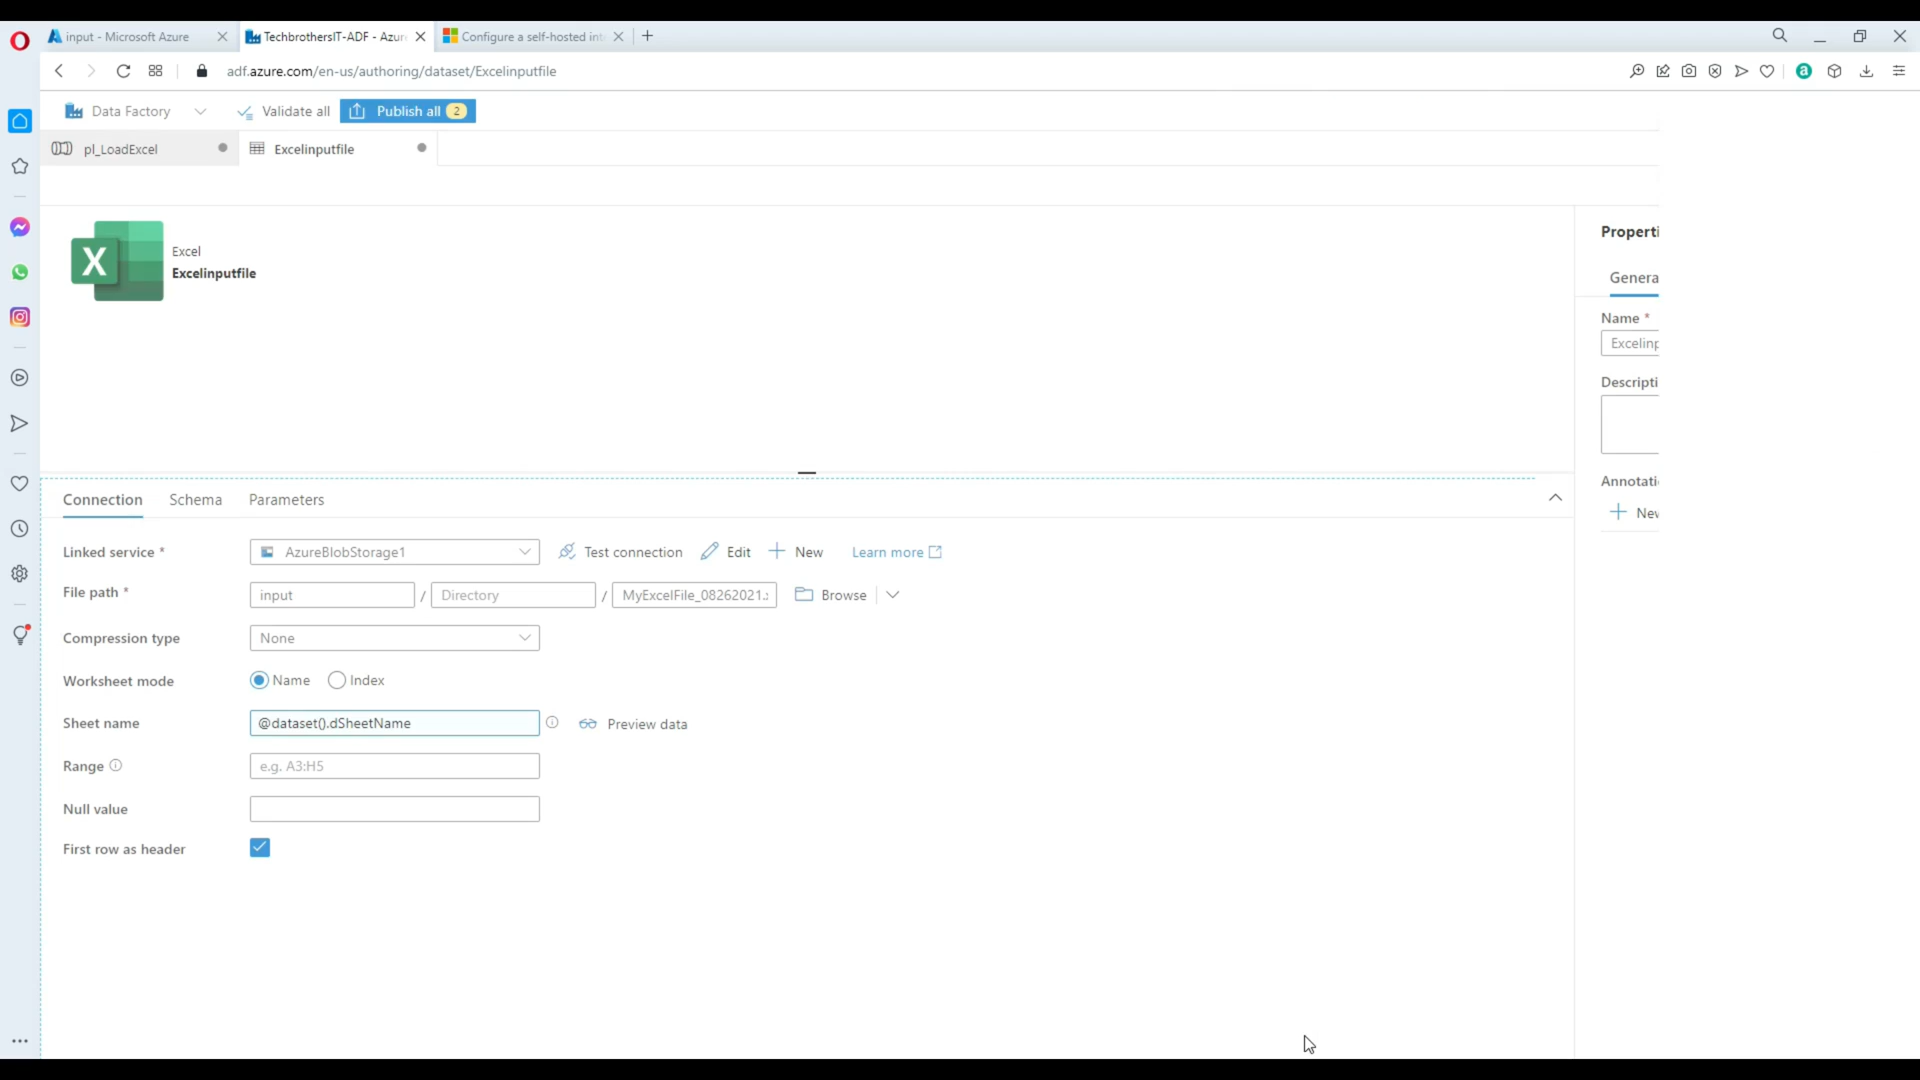 input - Microsoft Azure
TechbrothersIT-ADF - Azur
Configure a self-hosted int
adf.azure.com/en-us/authoring/dataset/Excelinputfile
a
Data Factory
Validate all
Publish all 2
pl_LoadExcel
Excelinputfile
X
Excel
Excelinputfile
Properti
Genera
Name *
Excelinp
Descripti
Annotati
New
Connection Schema Parameters
Linked service * AzureBlobStorage1 Test connection Edit New Learn more
File path * input / Directory / MyExcelFile_08262021.x Browse
Compression type None
Worksheet mode Name Index
Sheet name @dataset().dSheetName Preview data
Range e.g. A3:H5
Null value
First row as header